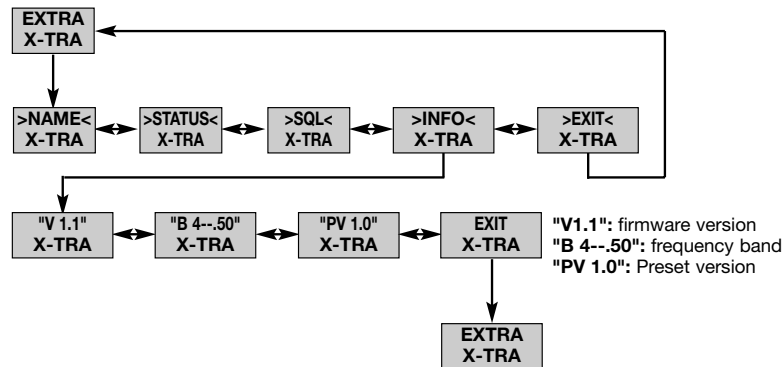 EXTRA
X-TRA
>NAME<
X-TRA
>STATUS<
X-TRA
>SQL<
X-TRA
>INFO<
X-TRA
>EXIT<
X-TRA
"V 1.1"
X-TRA
"B 4--.50"
X-TRA
"PV 1.0"
X-TRA
EXIT
X-TRA
"V1.1": firmware version
"B 4--.50": frequency band
"PV 1.0": Preset version
EXTRA
X-TRA